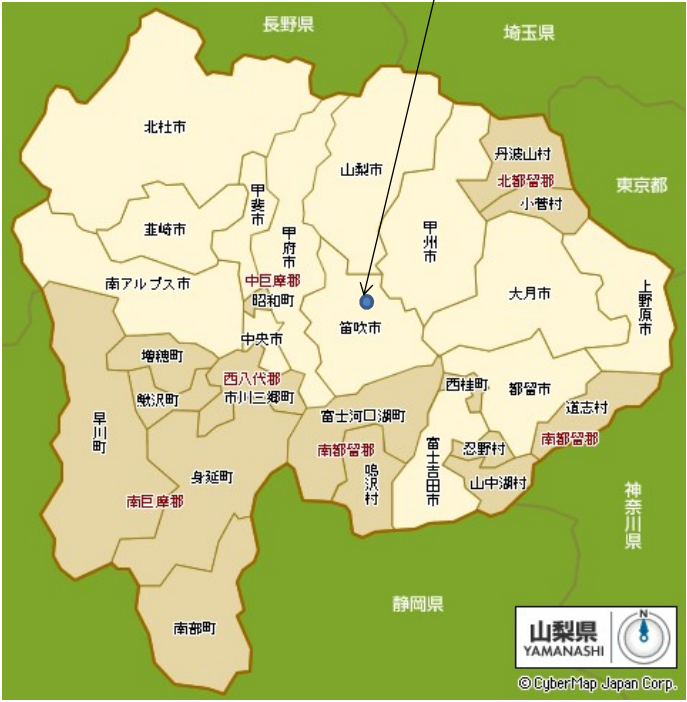 長野県
埼玉県
北杜市
丹波山村
山梨市
北都留郡
東京都
甲斐市
小菅村
韮崎市
甲府市
甲州市
中巨摩郡
南アルプス市
昭和町
大月市
上野原市
笛吹市
中央市
増穂町
西八代郡
西桂町
都留市
鰍沢町
市川三郷町
道志村
富士河口湖町
早川町
南都留郡
南都留郡
忍野村
富士吉田市
鳴沢村
身延町
山中湖村
南巨摩郡
神奈川県
静岡県
南部町
山梨県
YAMANASHI
N
© CyberMap Japan Corp.